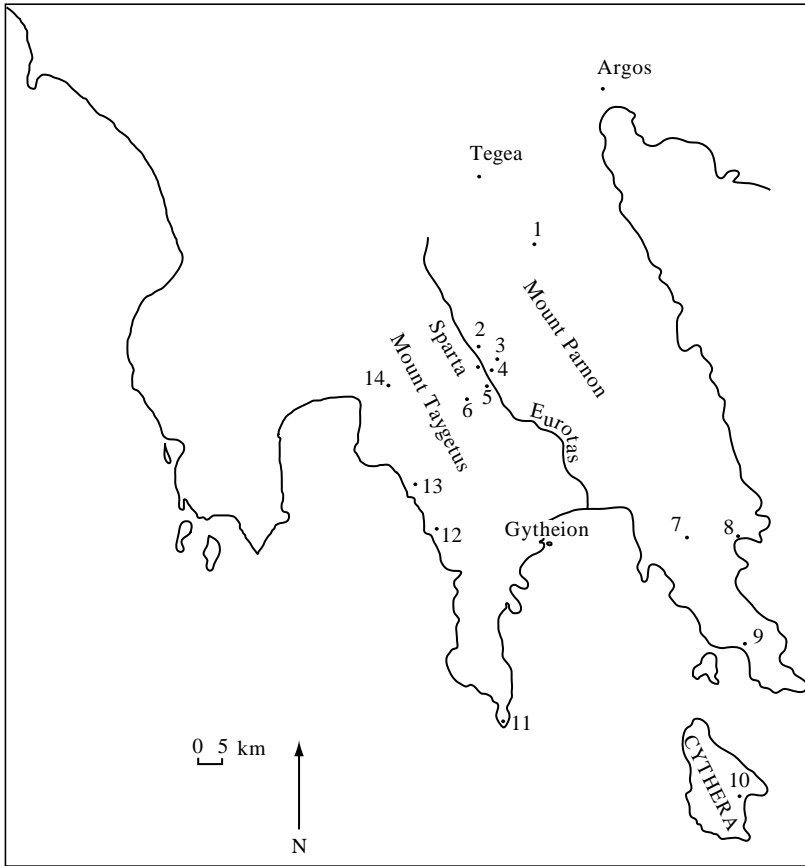 Argos
Tegea
1
Mount Parnon
2
Sparta
3
4
Mount Taygetus
14
5
6
Eurotas
13
7
8
12
Gytheion
9
11
0 5 km
CYTHERA
10
N